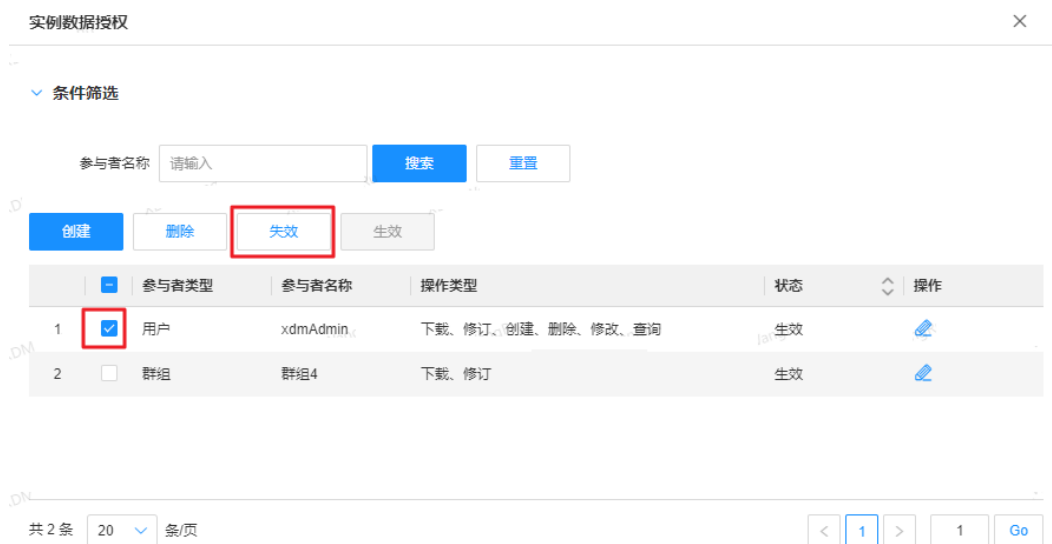 实例数据授权
条件筛选
参与者名称 请输入 搜索 重置
创建 删除 失效 生效
参与者类型 参与者名称 操作类型 状态 操作
1 用户 xdmAdmin 下载、修订、创建、删除、修改、查询 生效
2 群组 群组4 下载、修订 生效
共 2 条 20 条/页 < 1 > 1 Go